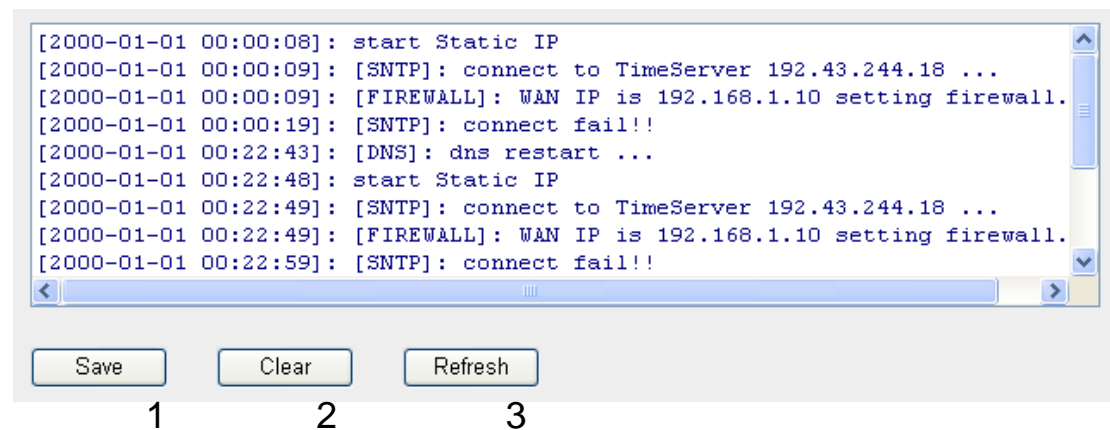 [2000-01-01 00:00:08]: start Static IP
[2000-01-01 00:00:09]: [SNTP]: connect to TimeServer 192.43.244.18 ...
[2000-01-01 00:00:09]: [FIREWALL]: WAN IP is 192.168.1.10 setting firewall.
[2000-01-01 00:00:19]: [SNTP]: connect fail!!
[2000-01-01 00:22:43]: [DNS]: dns restart ...
[2000-01-01 00:22:48]: start Static IP
[2000-01-01 00:22:49]: [SNTP]: connect to TimeServer 192.43.244.18 ...
[2000-01-01 00:22:49]: [FIREWALL]: WAN IP is 192.168.1.10 setting firewall.
[2000-01-01 00:22:59]: [SNTP]: connect fail!!
Save Clear Refresh
1 2 3